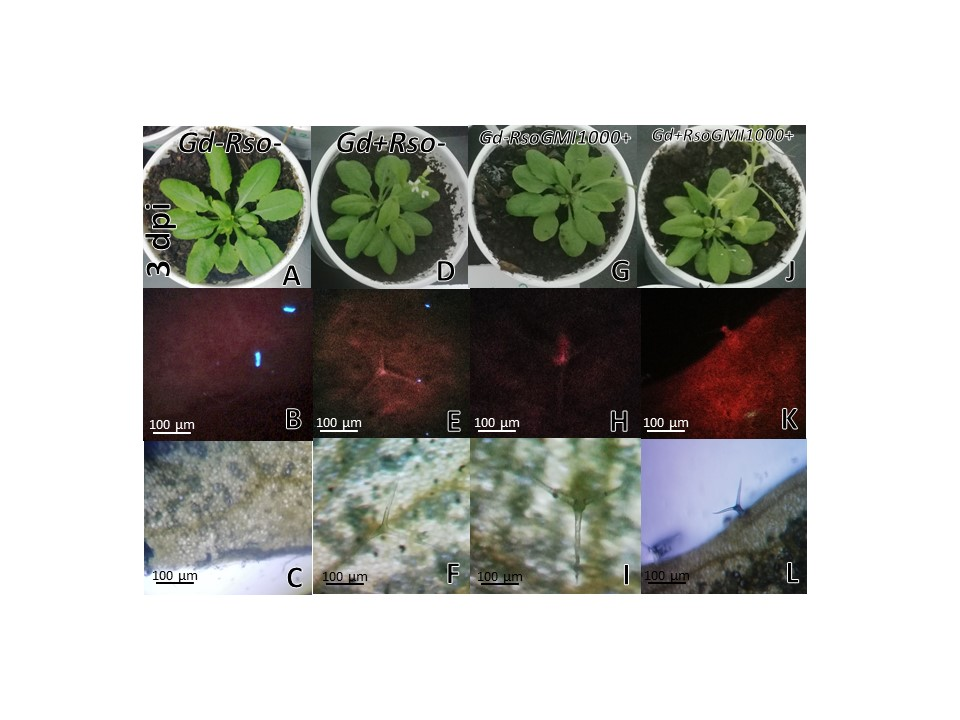 Gd-Rso-
Gd+Rso-
Gd-RsoGMI1000+
Gd+RsoGMI1000+
3 dpi
A
D
G
J
100 µm
B
100 µm
E
100 µm
H
100 µm
K
100 µm
C
100 µm
F
100 µm
I
100 µm
L